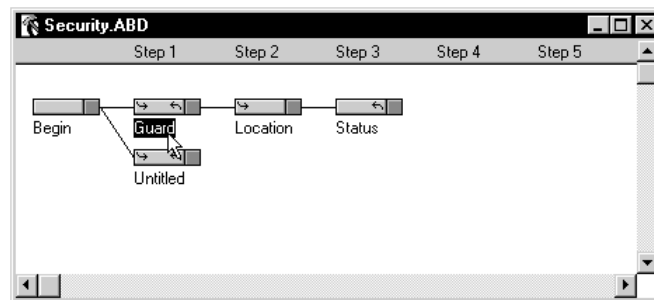 Security.ABD
Step 1 Step 2 Step 3 Step 4 Step 5
Begin Guard Location Status
Untitled